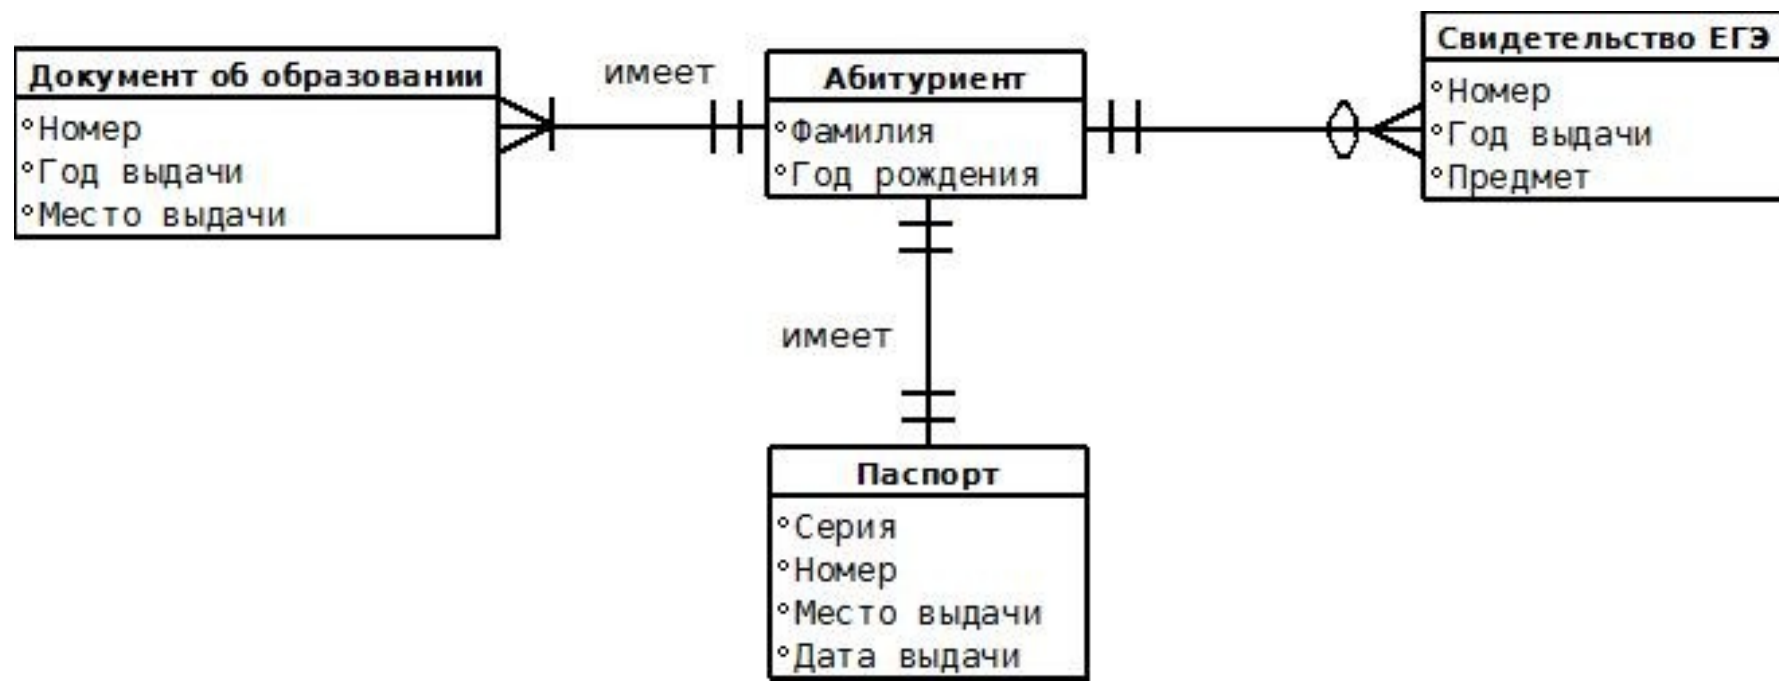 Документ об образовании
°Номер
°Год выдачи
°Место выдачи
имеет
Абитуриент
°Фамилия
°Год рождения
Свидетельство ЕГЭ
°Номер
°Год выдачи
°Предмет
имеет
Паспорт
°Серия
°Номер
°Место выдачи
°Дата выдачи